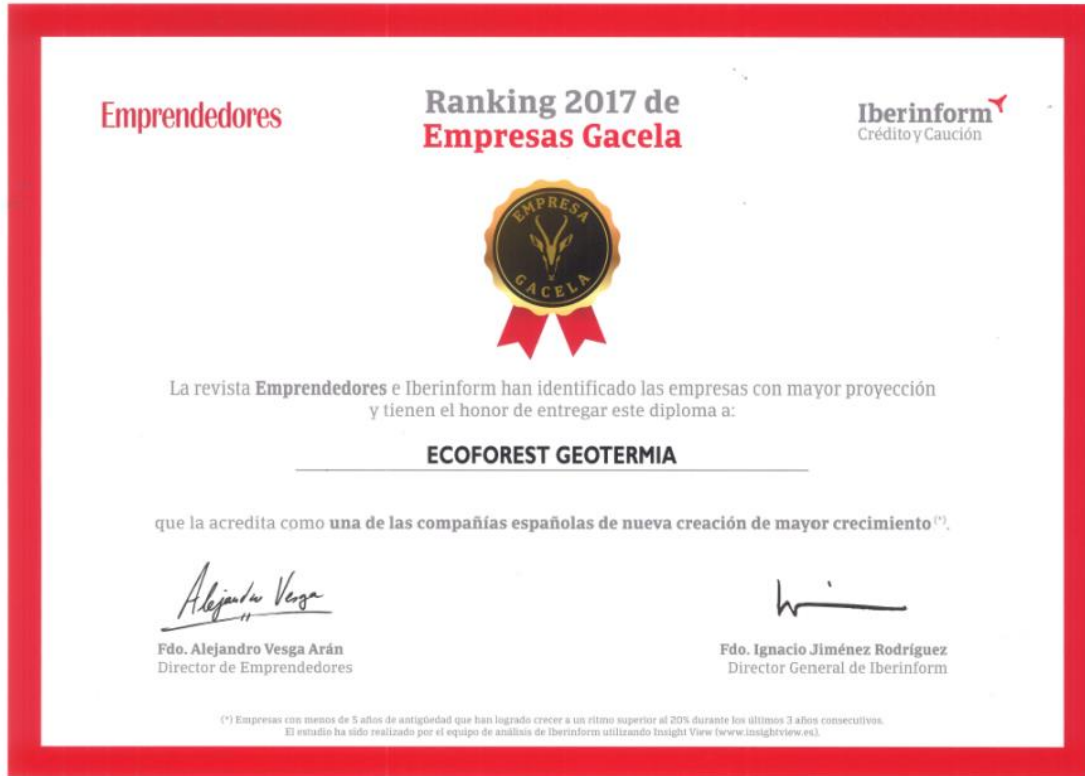 Emprendedores
Ranking 2017 de
Empresas Gacela
Iberinform
Crédito y Caución
EMPRESA
GACELA
La revista Emprendedores e Iberinform han identificado las empresas con mayor proyección
y tienen el honor de entregar este diploma a:
ECOFOREST GEOTERMIA
que la acredita como una de las compañías españolas de nueva creación de mayor crecimiento (*).
Alejandro Vesga
Fdo. Alejandro Vesga Arán
Director de Emprendedores
Fdo. Ignacio Jiménez Rodríguez
Director General de Iberinform
(*) Empresas con menos de 5 años de antigüedad que han logrado crecer a un ritmo superior al 20% durante los últimos 3 años consecutivos.
El estudio ha sido realizado por el equipo de análisis de Iberinform utilizando Insight View (www.insightview.es).